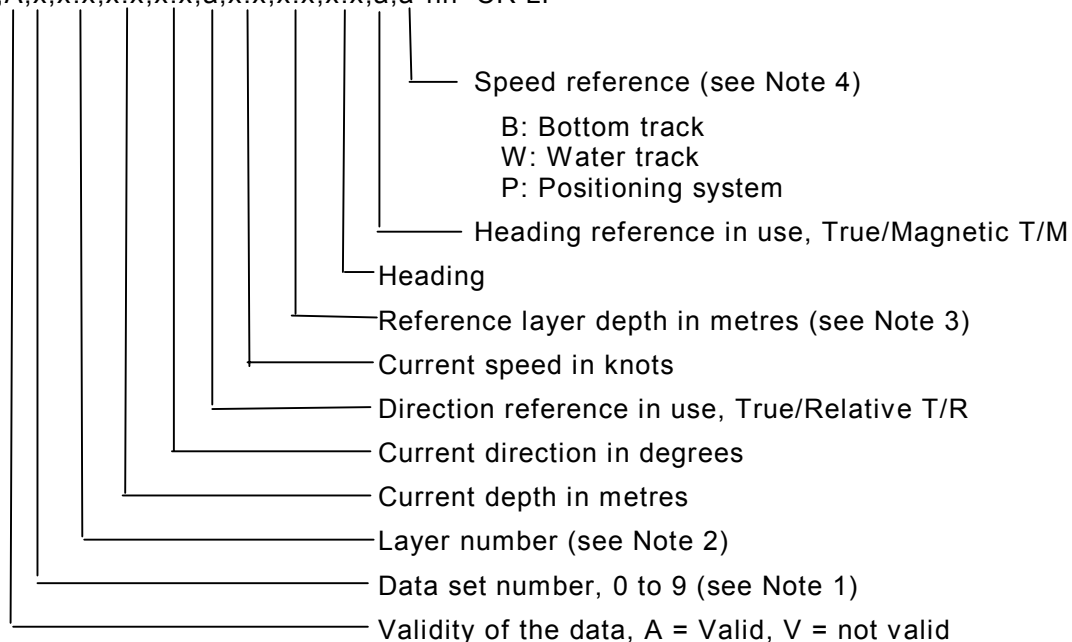 Speed reference (see Note 4)
B: Bottom track
W: Water track
P: Positioning system
Heading reference in use, True/Magnetic T/M
Heading
Reference layer depth in metres (see Note 3)
Current speed in knots
Direction reference in use, True/Relative T/R
Current direction in degrees
Current depth in metres
Layer number (see Note 2)
Data set number, 0 to 9 (see Note 1)
Validity of the data, A = Valid, V = not valid